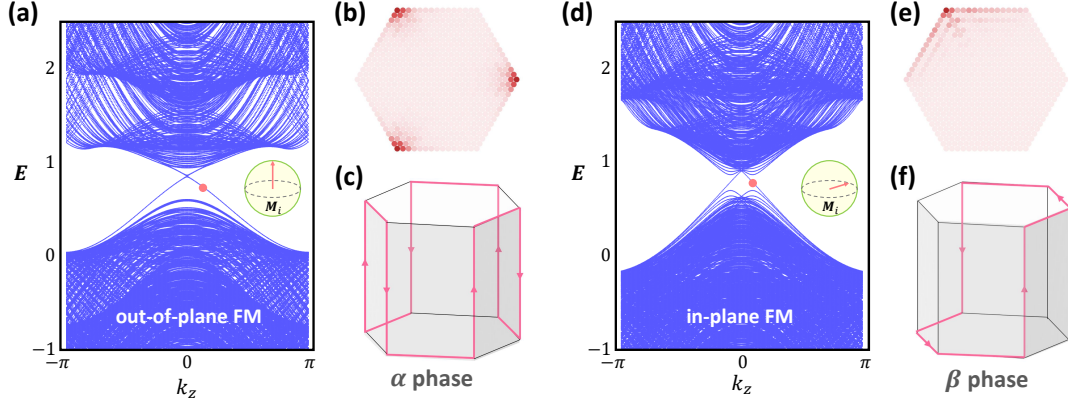 (a)
2
1
E
0
−1
M_i
out-of-plane FM
−π
0
π
k_z
(b)
(c)
α phase
(d)
2
1
E
0
−1
M_i
in-plane FM
−π
0
π
k_z
(e)
(f)
β phase